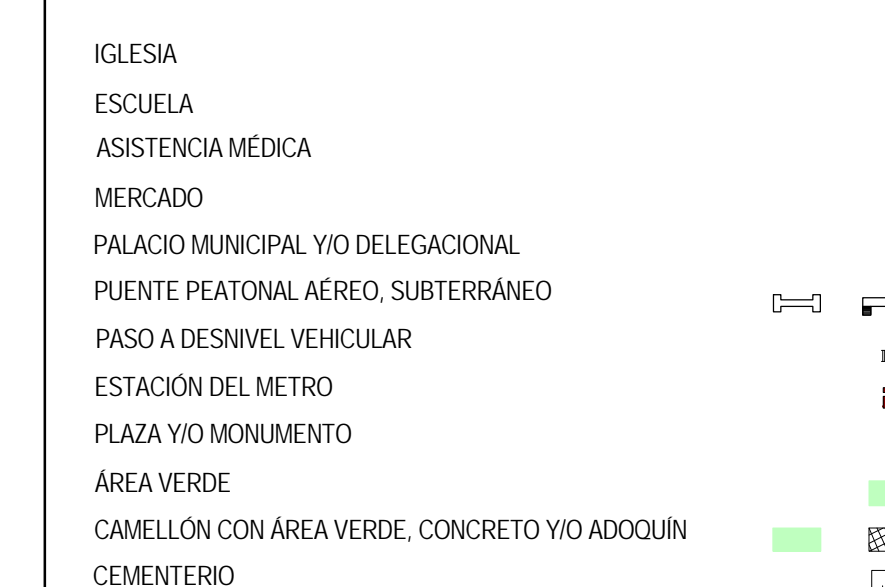 IGLESIA
ESCUELA
ASISTENCIA MÉDICA
MERCADO
PALACIO MUNICIPAL Y/O DELEGACIONAL
PUENTE PEATONAL AÉREO, SUBTERRÁNEO
PASO A DESNIVEL VEHICULAR
ESTACIÓN DEL METRO
PLAZA Y/O MONUMENTO
ÁREA VERDE
CAMELLÓN CON ÁREA VERDE, CONCRETO Y/O ADOQUÍN
CEMENTERIO